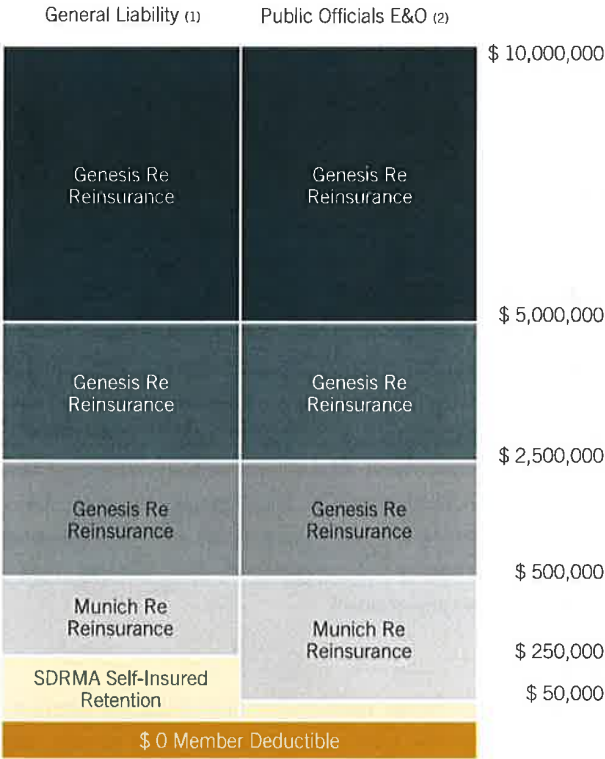 General Liability (1) Public Officials E&O (2)
$ 10,000,000
Genesis Re Genesis Re
Reinsurance Reinsurance
$ 5,000,000
Genesis Re Genesis Re
Reinsurance Reinsurance
$ 2,500,000
Genesis Re Genesis Re
Reinsurance Reinsurance
$ 500,000
Munich Re
Reinsurance
Munich Re
Reinsurance
$ 250,000
SDRMA Self-Insured
Retention
$ 50,000
$ 0 Member Deductible